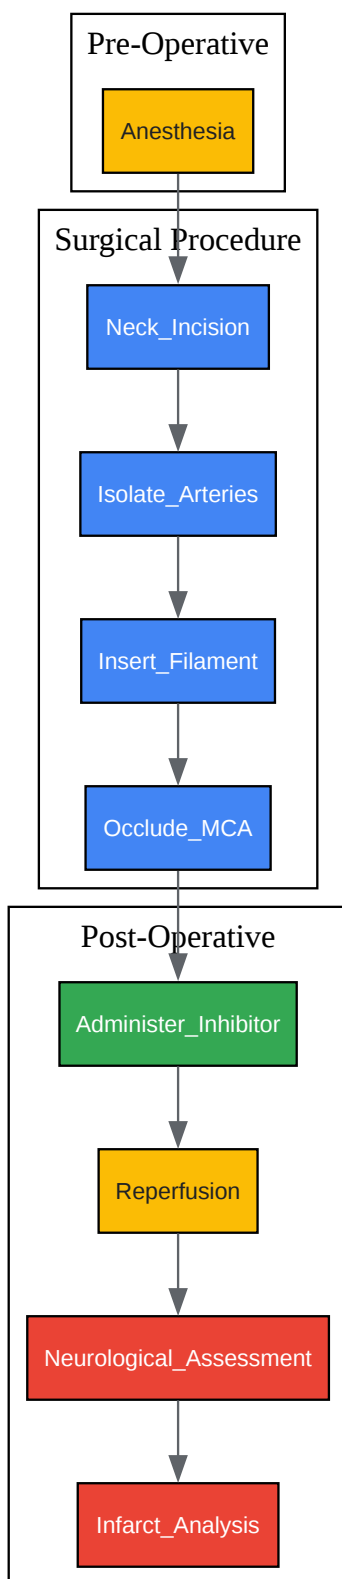 Pre-Operative
Anesthesia
Surgical Procedure
Neck_Incision
Isolate_Arteries
Insert_Filament
Occlude_MCA
Post-Operative
Administer_Inhibitor
Reperfusion
Neurological_Assessment
Infarct_Analysis